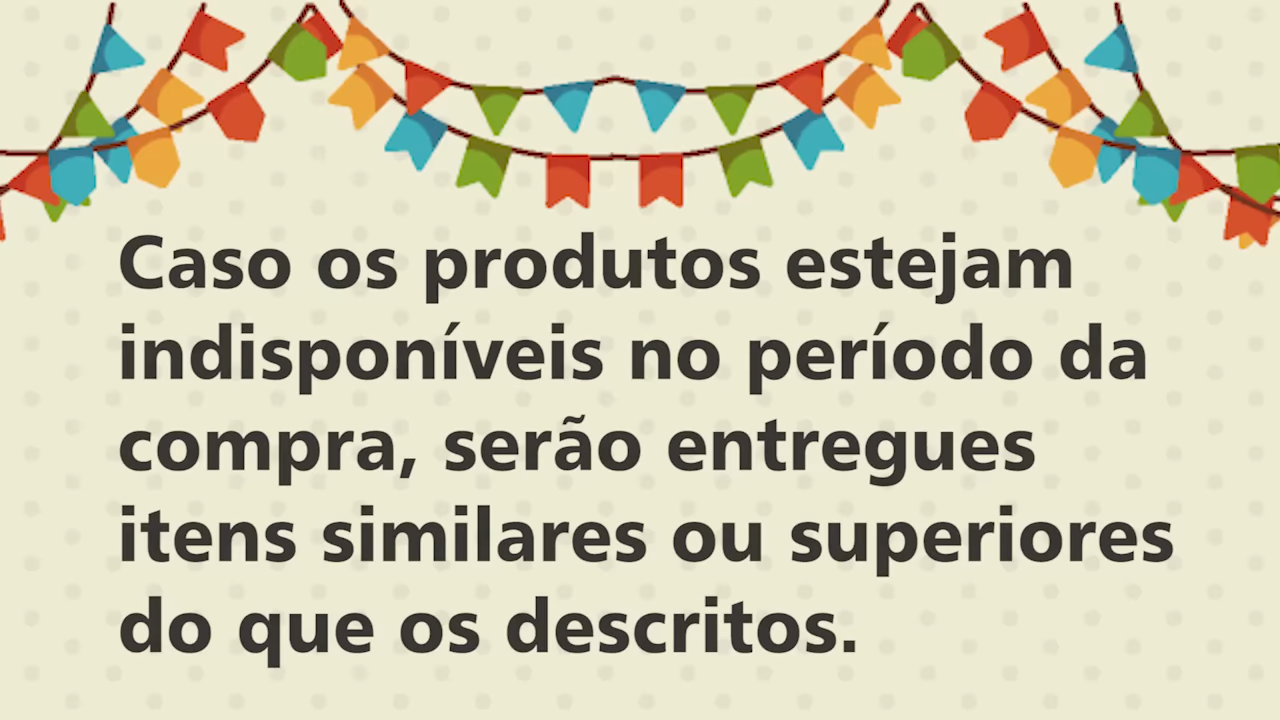 Caso os produtos estejam
indisponíveis no período da
compra, serão entregues
itens similares ou superiores
do que os descritos.